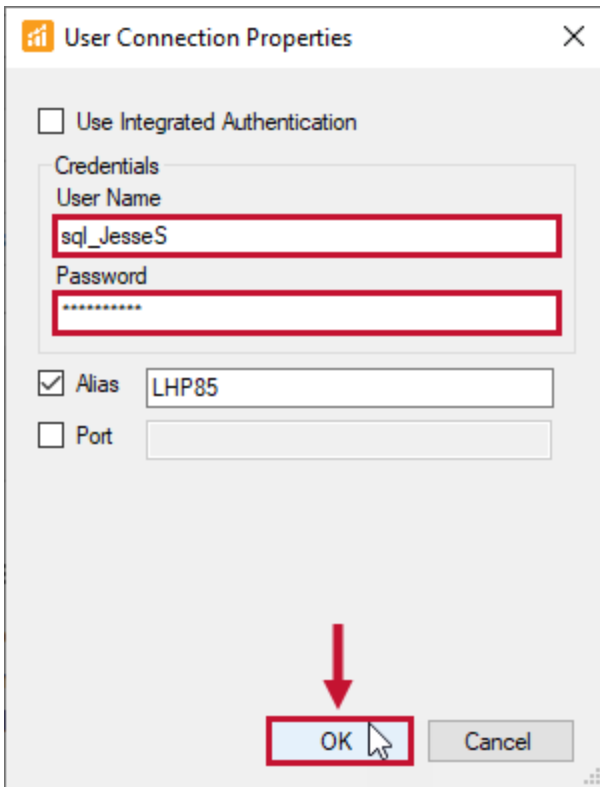 User Connection Properties
Use Integrated Authentication
Credentials
User Name
sql_JesseS
Password
**********
Alias LHP85
Port
OK Cancel